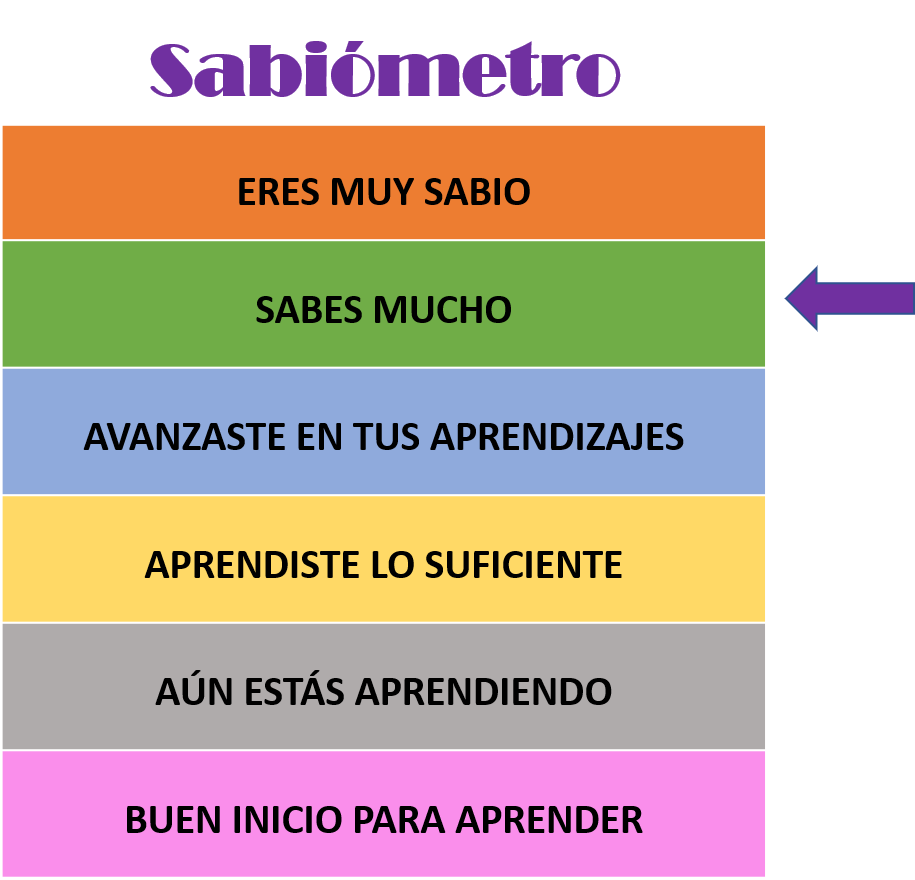 Sabiómetro
ERES MUY SABIO
SABES MUCHO
AVANZASTE EN TUS APRENDIZAJES
APRENDISTE LO SUFICIENTE
AÚN ESTÁS APRENDIENDO
BUEN INICIO PARA APRENDER